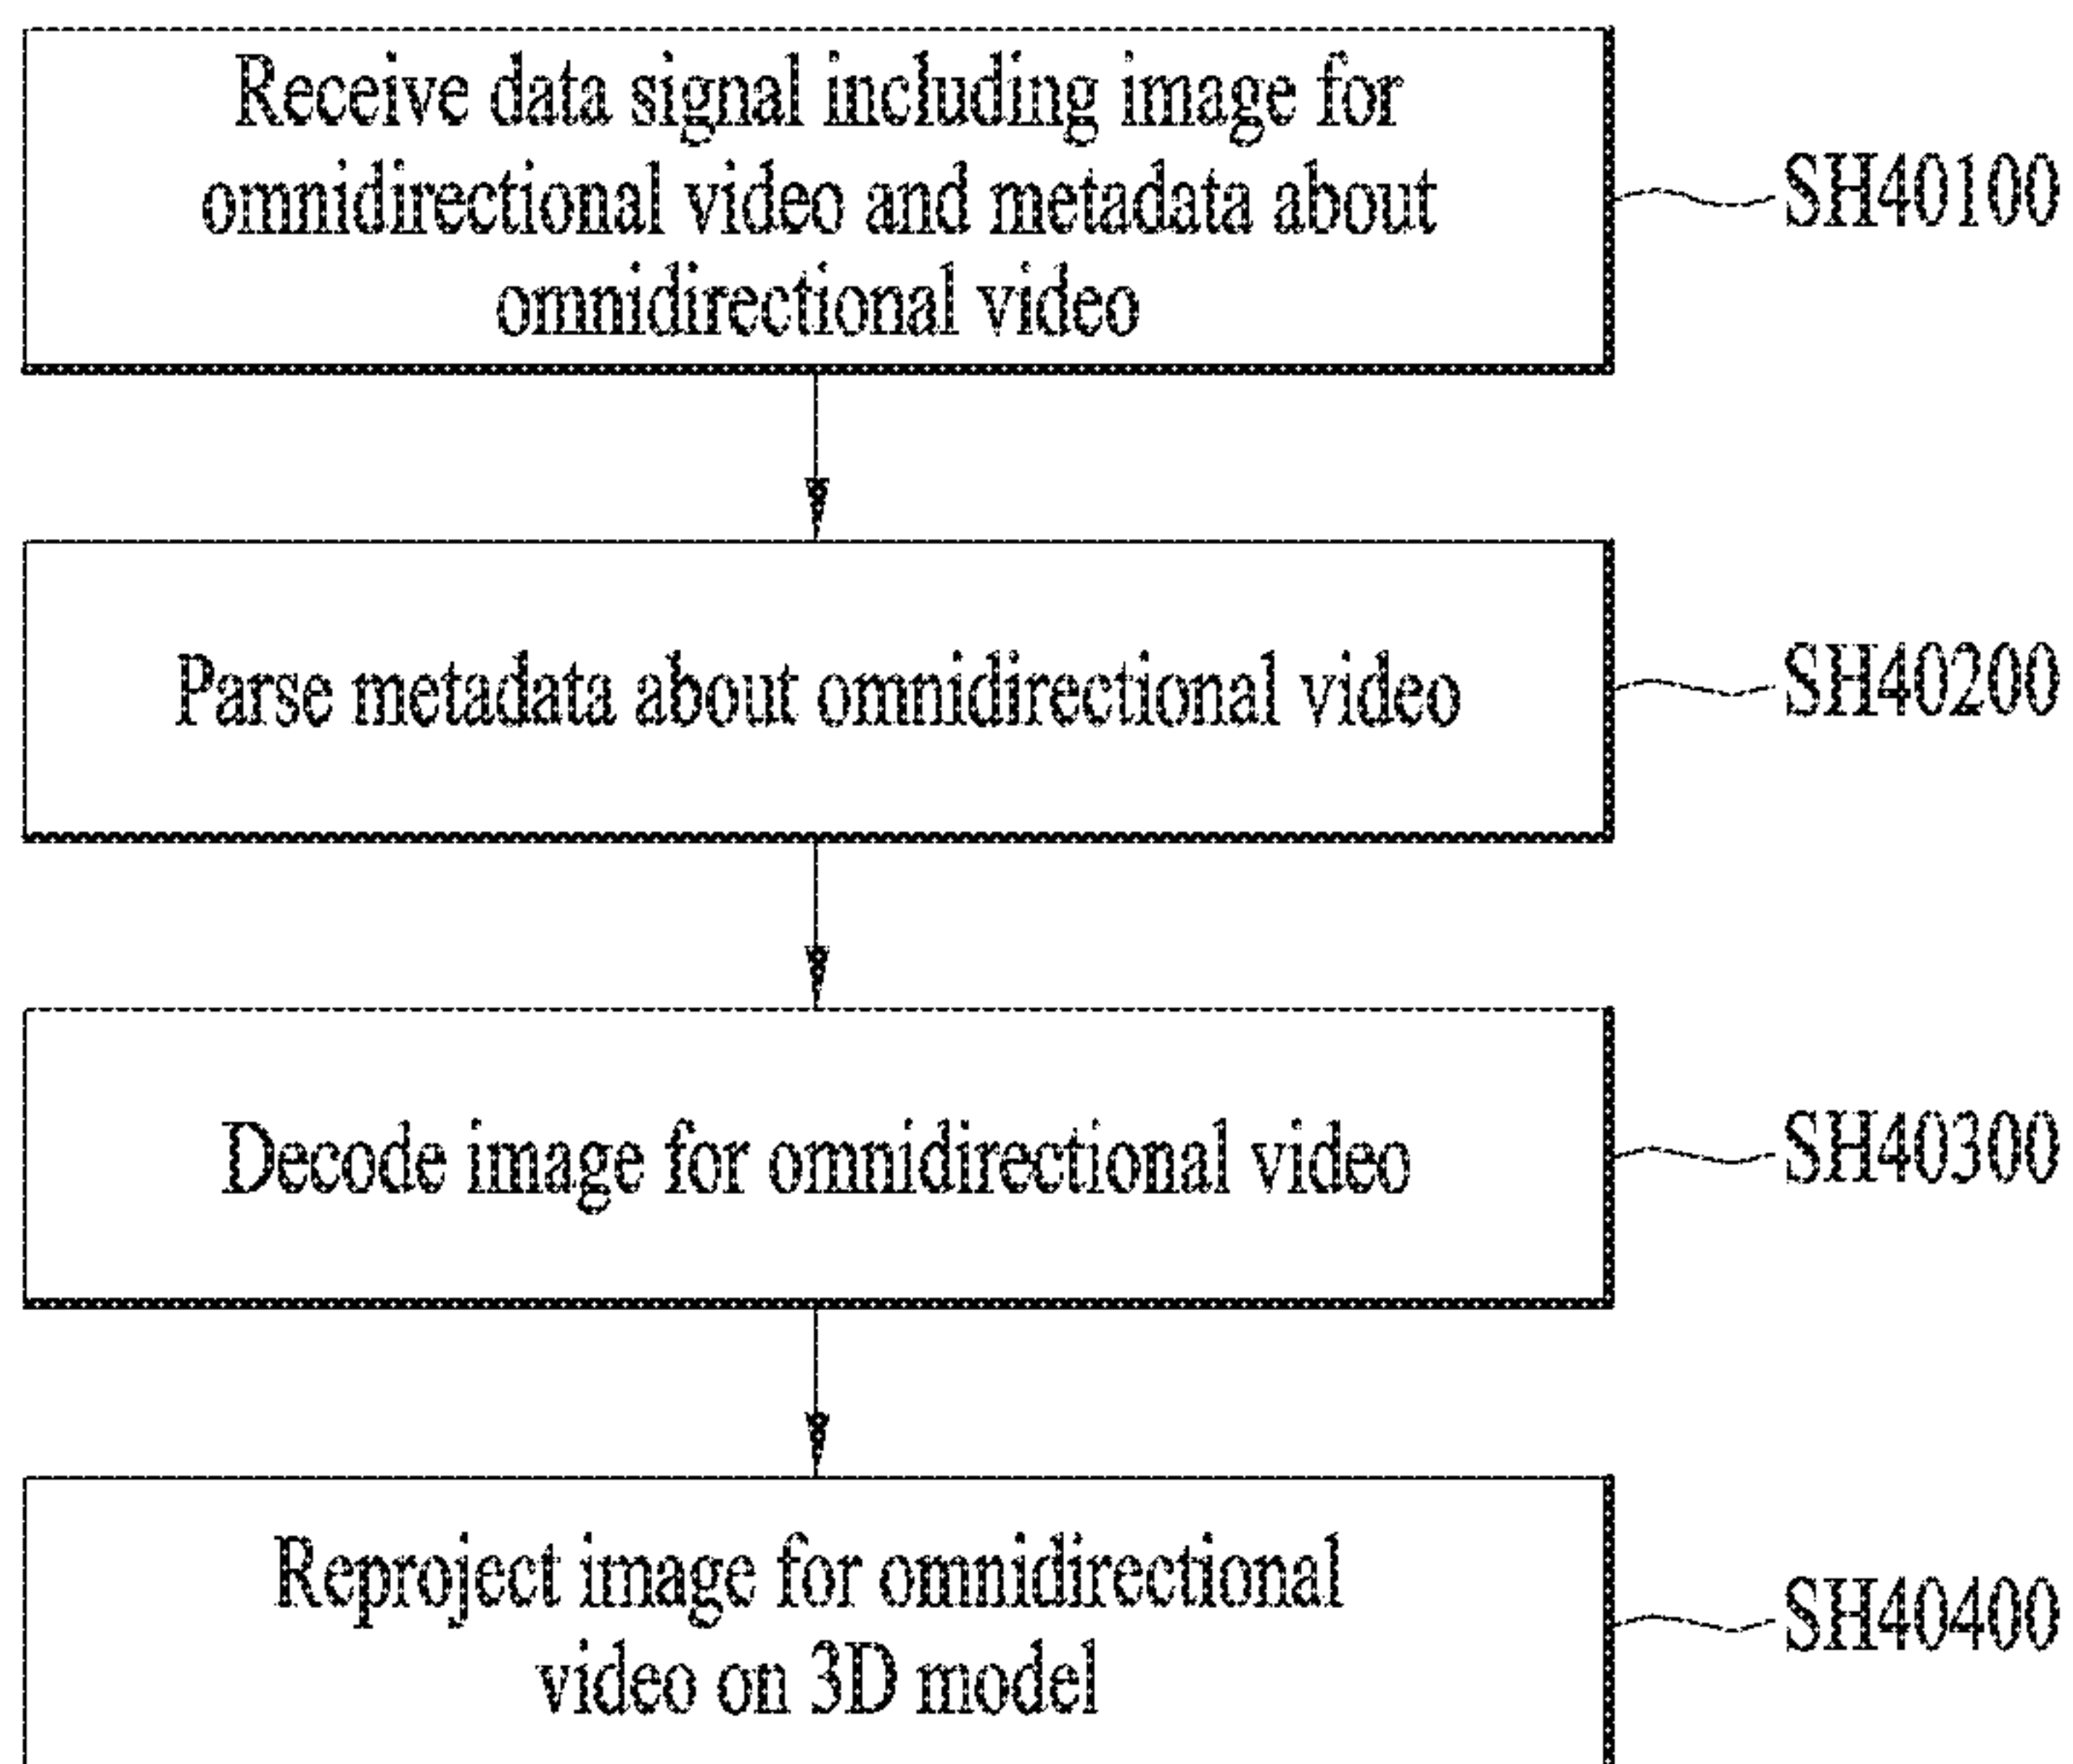 Receive data signal including image for
omnidirectional video and metadata about
omnidirectional video
SH40100
Parse metadata about omnidirectional video
SH40200
Decode image for omnidirectional video
SH40300
Reproject image for omnidirectional
video on 3D model
SH40400